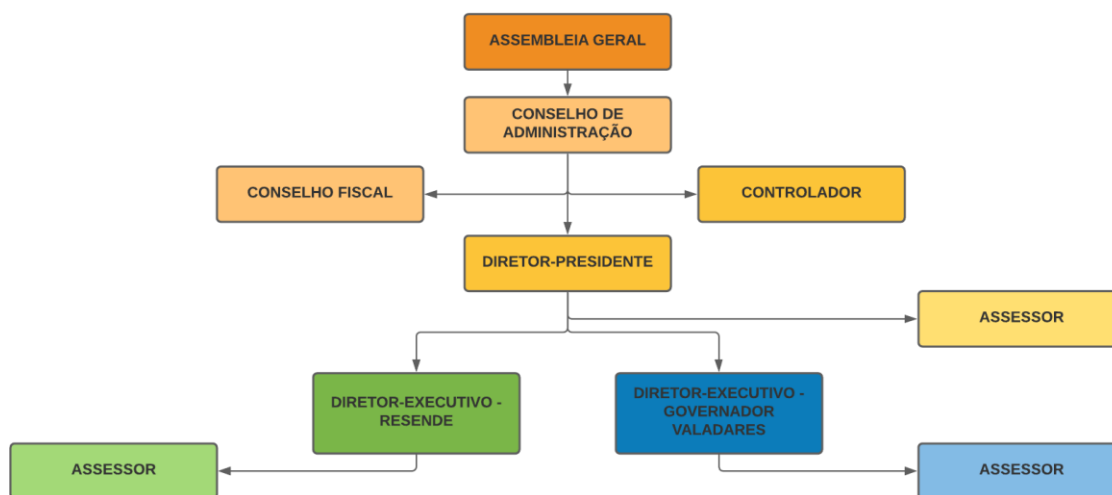 ASSEMBLEIA GERAL
CONSELHO DE
ADMINISTRAÇÃO
CONSELHO FISCAL
CONTROLADOR
DIRETOR-PRESIDENTE
ASSESSOR
DIRETOR-EXECUTIVO -
RESENDE
DIRETOR-EXECUTIVO -
GOVERNADOR
VALADARES
ASSESSOR
ASSESSOR